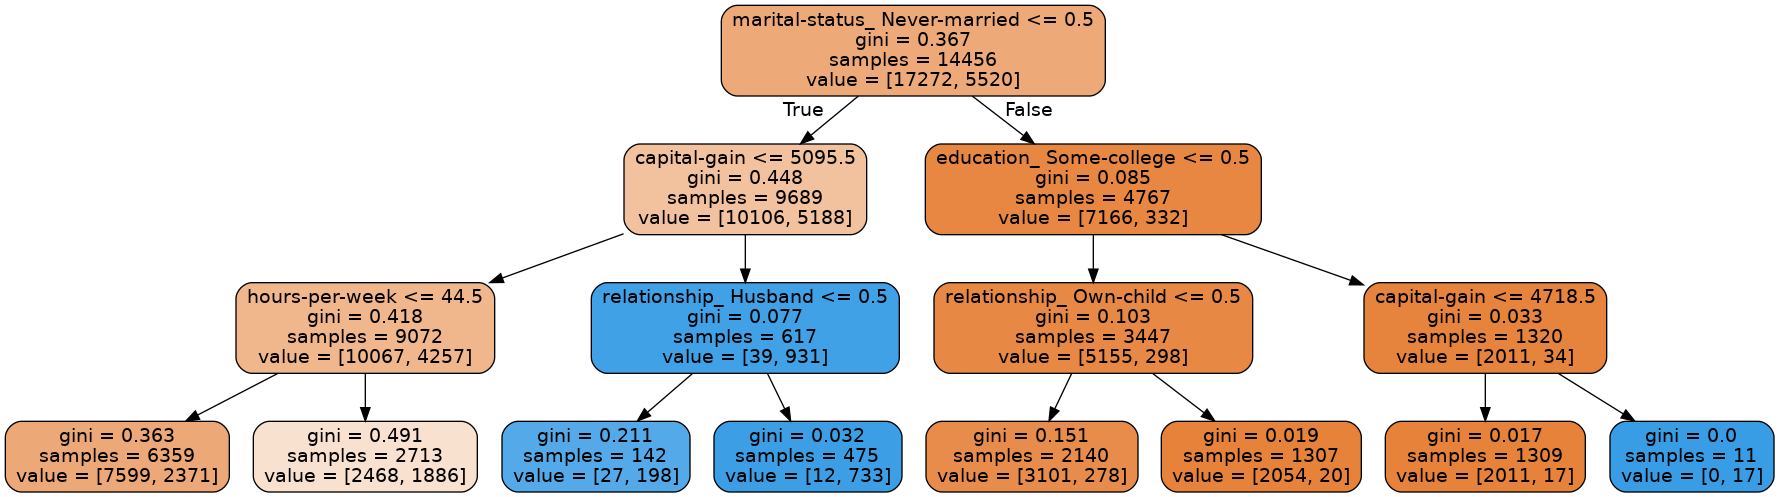 marital-status_ Never-married <= 0.5
gini = 0.367
samples = 14456
value = [17272, 5520]
True
False
capital-gain <= 5095.5
gini = 0.448
samples = 9689
value = [10106, 5188]
education_ Some-college <= 0.5
gini = 0.085
samples = 4767
value = [7166, 332]
hours-per-week <= 44.5
gini = 0.418
samples = 9072
value = [10067, 4257]
relationship_ Husband <= 0.5
gini = 0.077
samples = 617
value = [39, 931]
relationship_ Own-child <= 0.5
gini = 0.103
samples = 3447
value = [5155, 298]
capital-gain <= 4718.5
gini = 0.033
samples = 1320
value = [2011, 34]
gini = 0.363
samples = 6359
value = [7599, 2371]
gini = 0.491
samples = 2713
value = [2468, 1886]
gini = 0.211
samples = 142
value = [27, 198]
gini = 0.032
samples = 475
value = [12, 733]
gini = 0.151
samples = 2140
value = [3101, 278]
gini = 0.019
samples = 1307
value = [2054, 20]
gini = 0.017
samples = 1309
value = [2011, 17]
gini = 0.0
samples = 11
value = [0, 17]